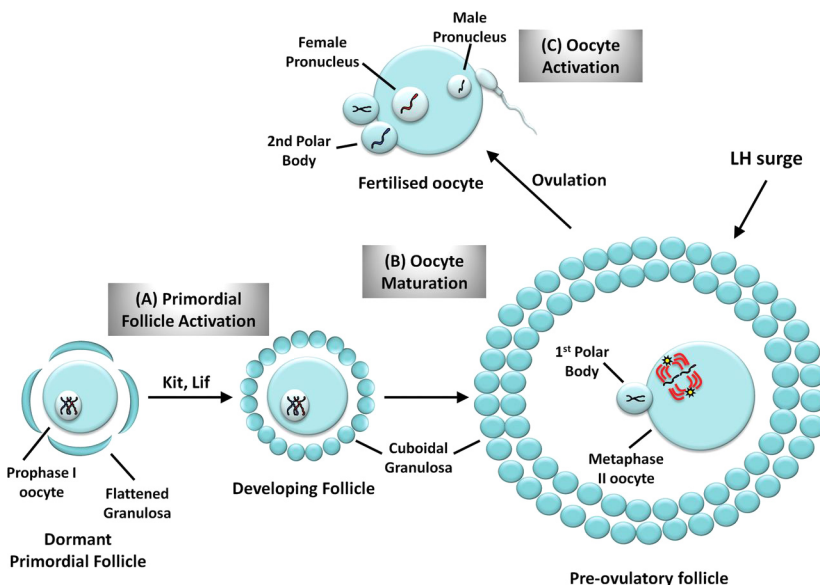 Male
Pronucleus
(C) Oocyte
Activation
Female
Pronucleus
2nd Polar
Body
Fertilised oocyte
Ovulation
LH surge
(B) Oocyte
Maturation
(A) Primordial
Follicle Activation
1st Polar
Body
Kit, Lif
Prophase I
oocyte
Flattened
Granulosa
Cuboidal
Granulosa
Metaphase
II oocyte
Developing Follicle
Dormant
Primordial Follicle
Pre-ovulatory follicle